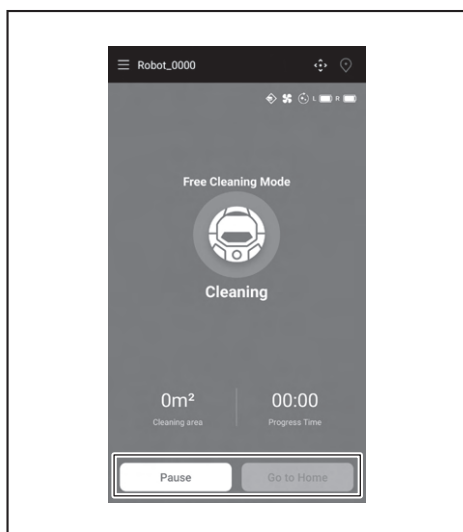 Robot_0000
L R
Free Cleaning Mode
Cleaning
0m² 00:00
Cleaning area Progress Time
Pause Go to Home